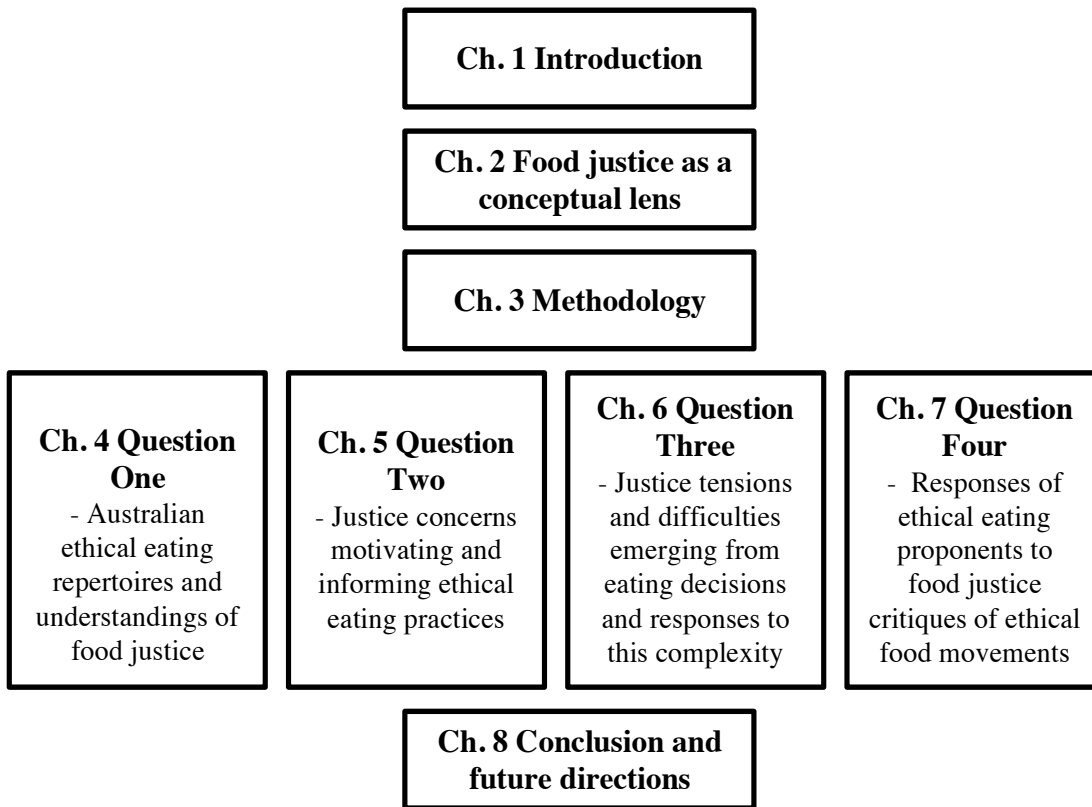 Ch. 1 Introduction
Ch. 2 Food justice as a
conceptual lens
Ch. 3 Methodology
Ch. 4 Question
One
- Australian
ethical eating
repertoires and
understandings of
food justice
Ch. 5 Question
Two
- Justice concerns
motivating and
informing ethical
eating practices
Ch. 6 Question
Three
- Justice tensions
and difficulties
emerging from
eating decisions
and responses to
this complexity
Ch. 7 Question
Four
- Responses of
ethical eating
proponents to
food justice
critiques of ethical
food movements
Ch. 8 Conclusion and
future directions